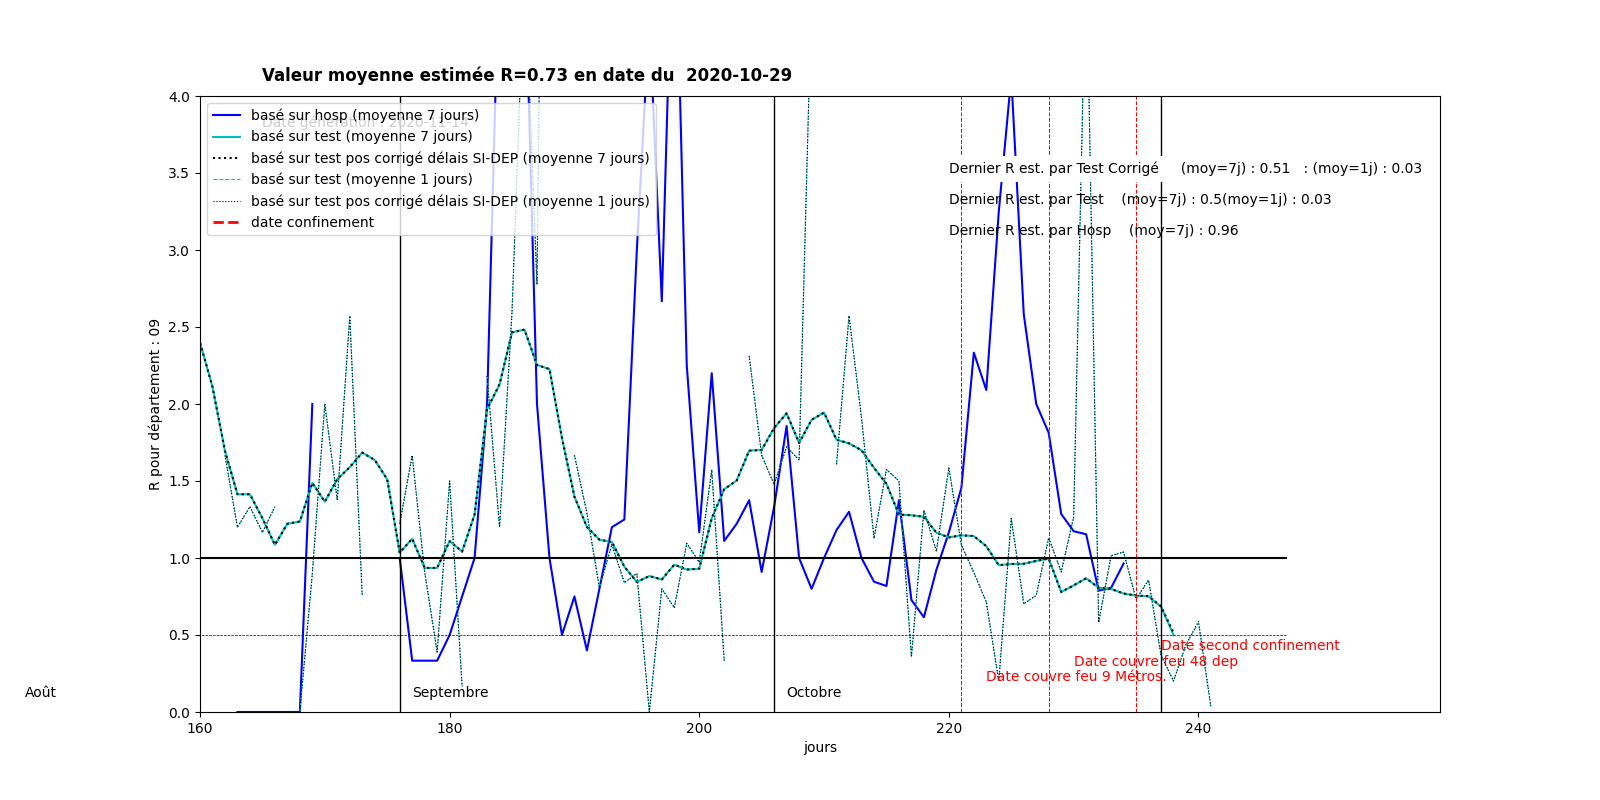 Valeur moyenne estimée R=0.73 en date du  2020-10-29
Date génération : 2020-11-14
basé sur hosp (moyenne 7 jours)
basé sur test (moyenne 7 jours)
basé sur test pos corrigé délais SI-DEP (moyenne 7 jours)
basé sur test (moyenne 1 jours)
basé sur test pos corrigé délais SI-DEP (moyenne 1 jours)
date confinement
Dernier R est. par Test Corrigé     (moy=7j) : 0.51   : (moy=1j) : 0.03
Dernier R est. par Test    (moy=7j) : 0.5(moy=1j) : 0.03
Dernier R est. par Hosp    (moy=7j) : 0.96
R pour département : 09
4.0
3.5
3.0
2.5
2.0
1.5
1.0
0.5
0.0
Date second confinement
Date couvre feu 48 dep
Date couvre feu 9 Métros.
Août
Septembre
Octobre
160
180
200
220
240
jours